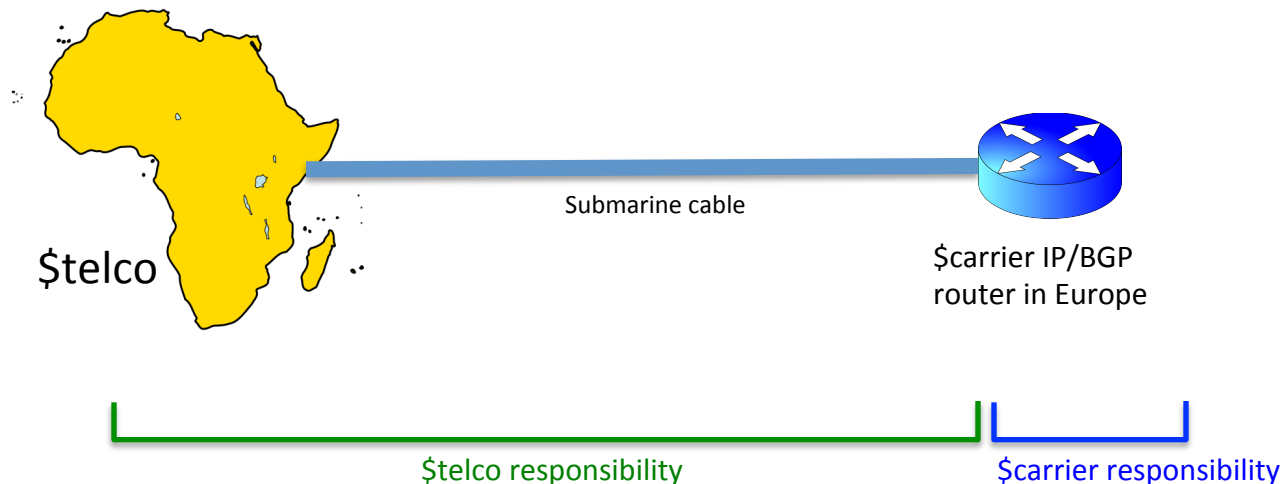 Submarine cable
$telco
$carrier IP/BGP
router in Europe
$telco responsibility
$carrier responsibility